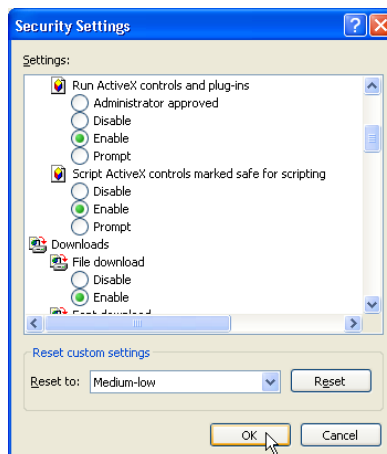 Security Settings
Settings:
Run ActiveX controls and plug-ins
Administrator approved
Disable
Enable
Prompt
Script ActiveX controls marked safe for scripting
Disable
Enable
Prompt
Downloads
File download
Disable
Enable
Font download
Reset custom settings
Reset to: Medium-low Reset
OK Cancel